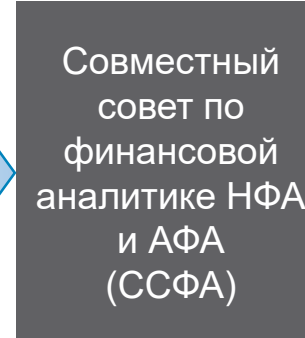 Совместный
совет по
финансовой
аналитике НФА
и АФА
(ССФА)